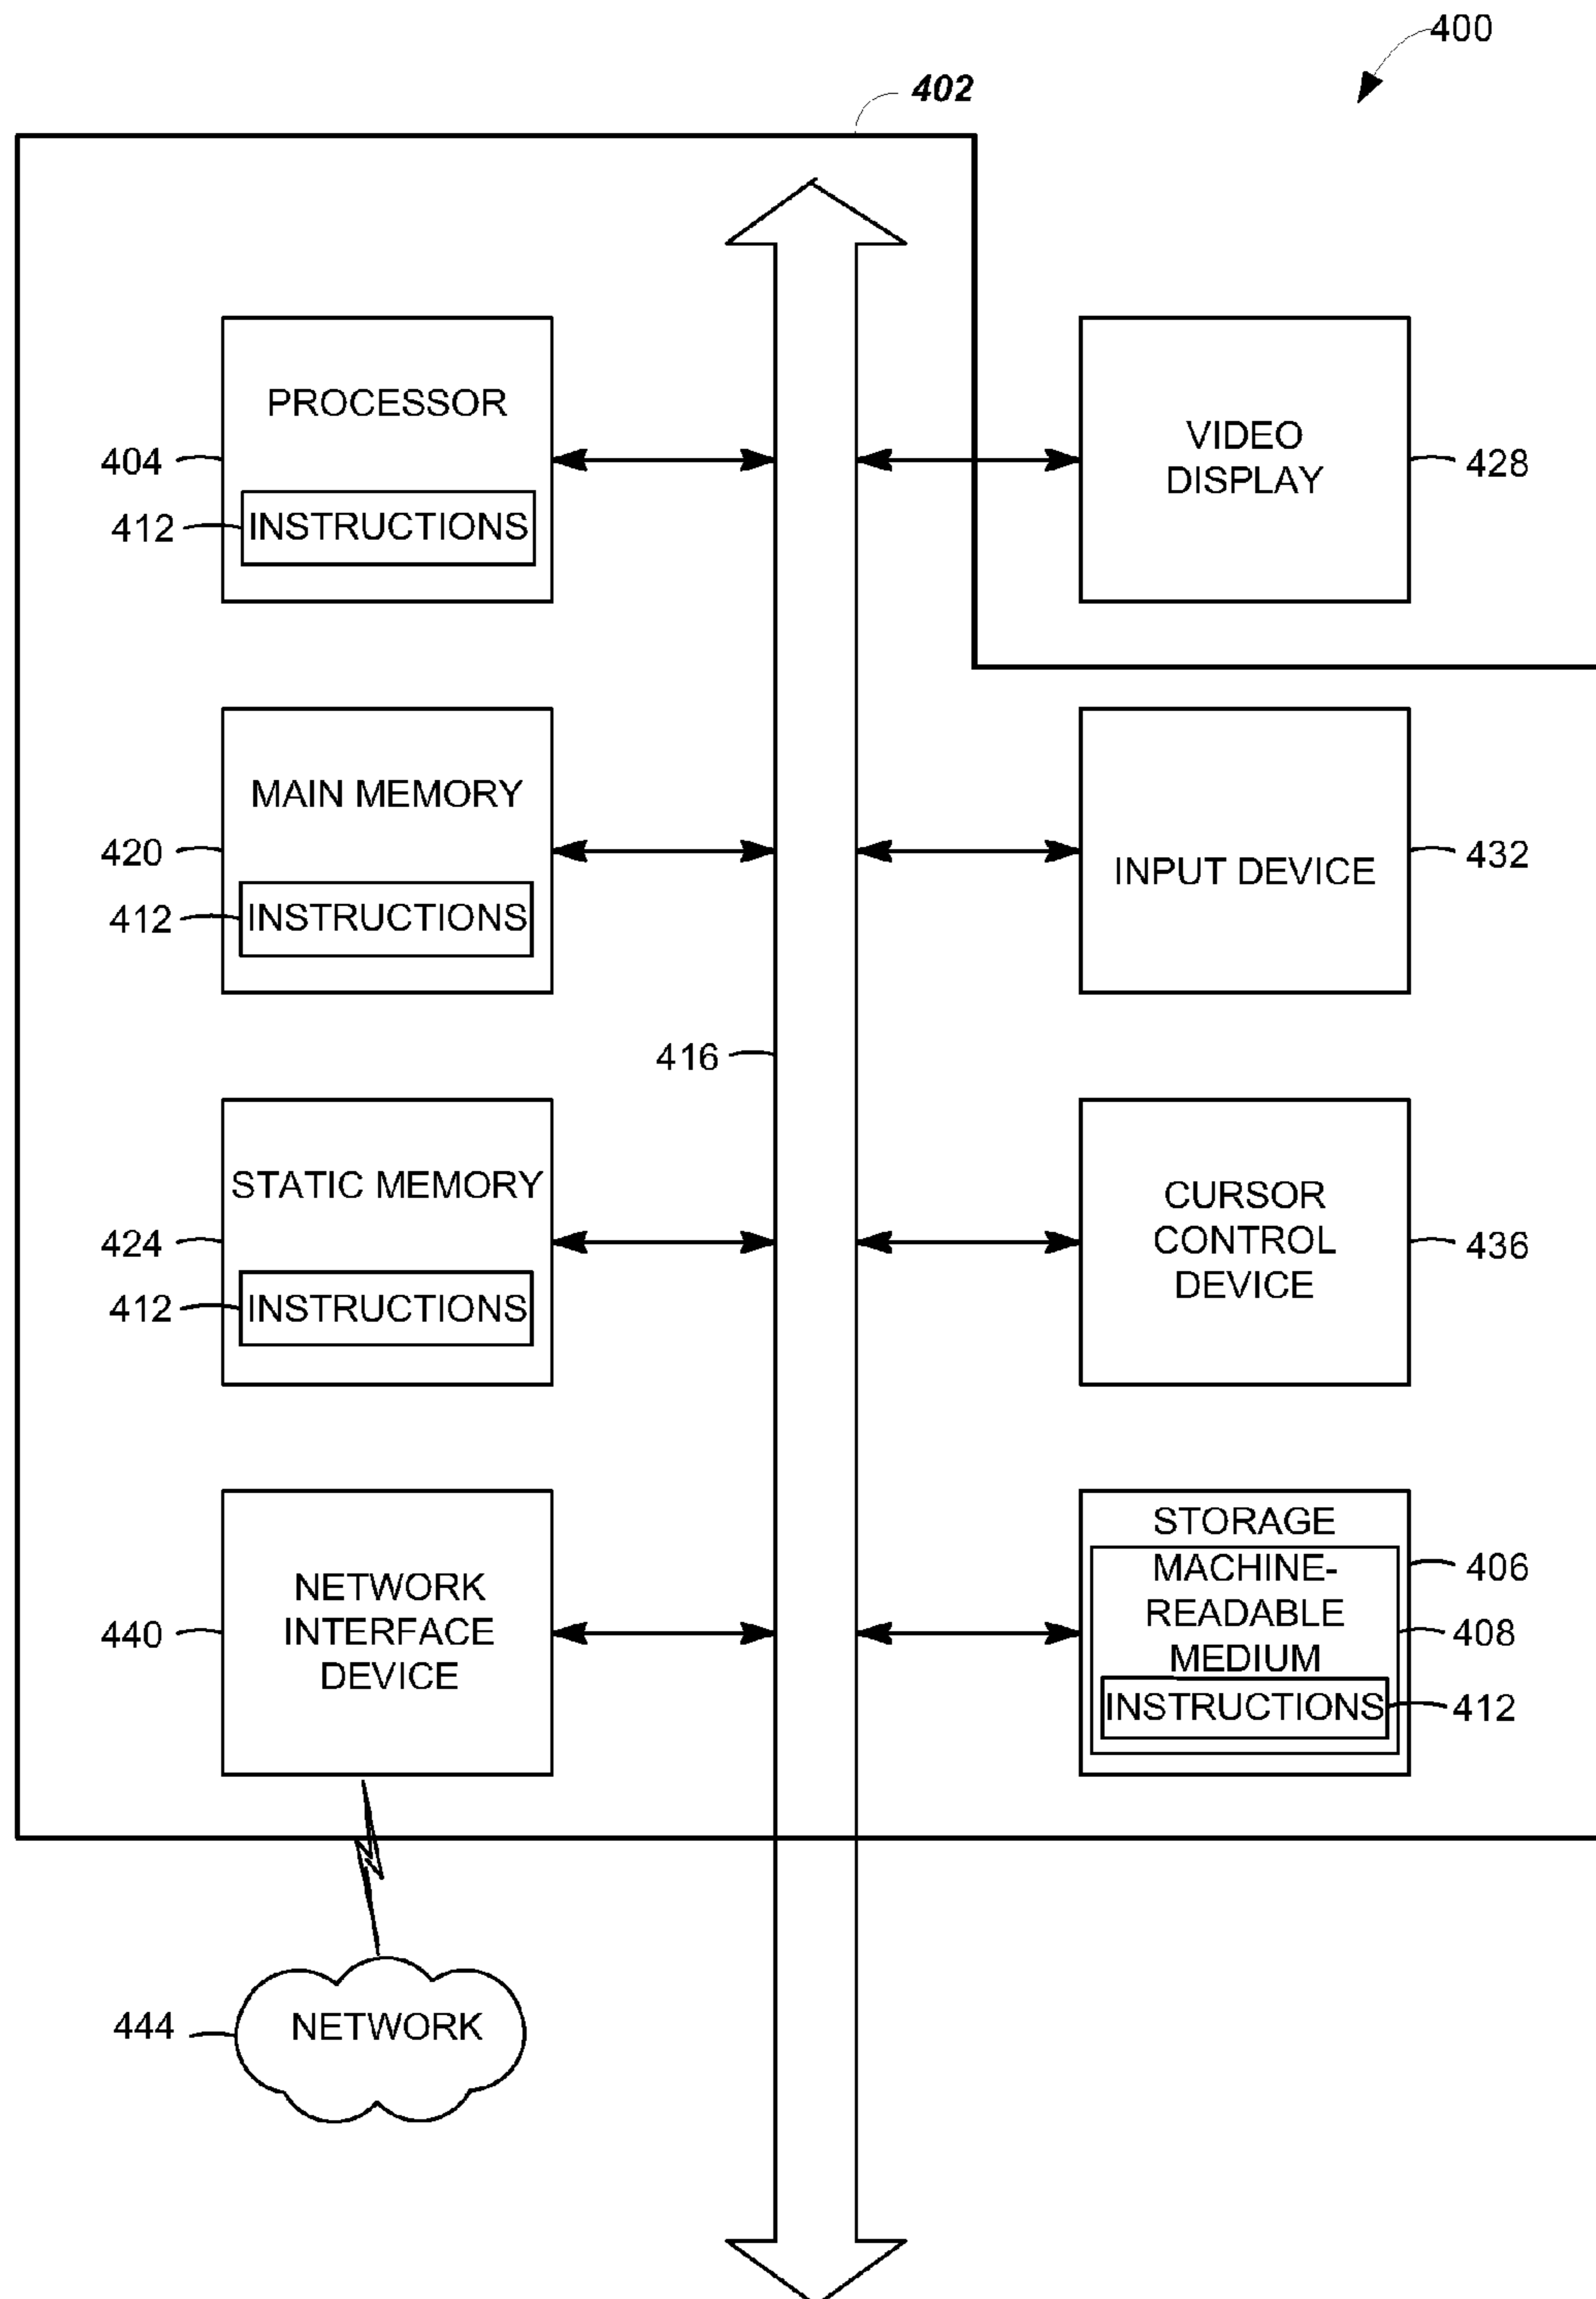 400
402
PROCESSOR
404
412
INSTRUCTIONS
VIDEO
DISPLAY
428
MAIN MEMORY
420
412
INSTRUCTIONS
INPUT DEVICE
432
416
STATIC MEMORY
424
412
INSTRUCTIONS
CURSOR
CONTROL
DEVICE
436
NETWORK
INTERFACE
DEVICE
440
STORAGE
MACHINE-
READABLE
MEDIUM
INSTRUCTIONS
406
408
412
444
NETWORK